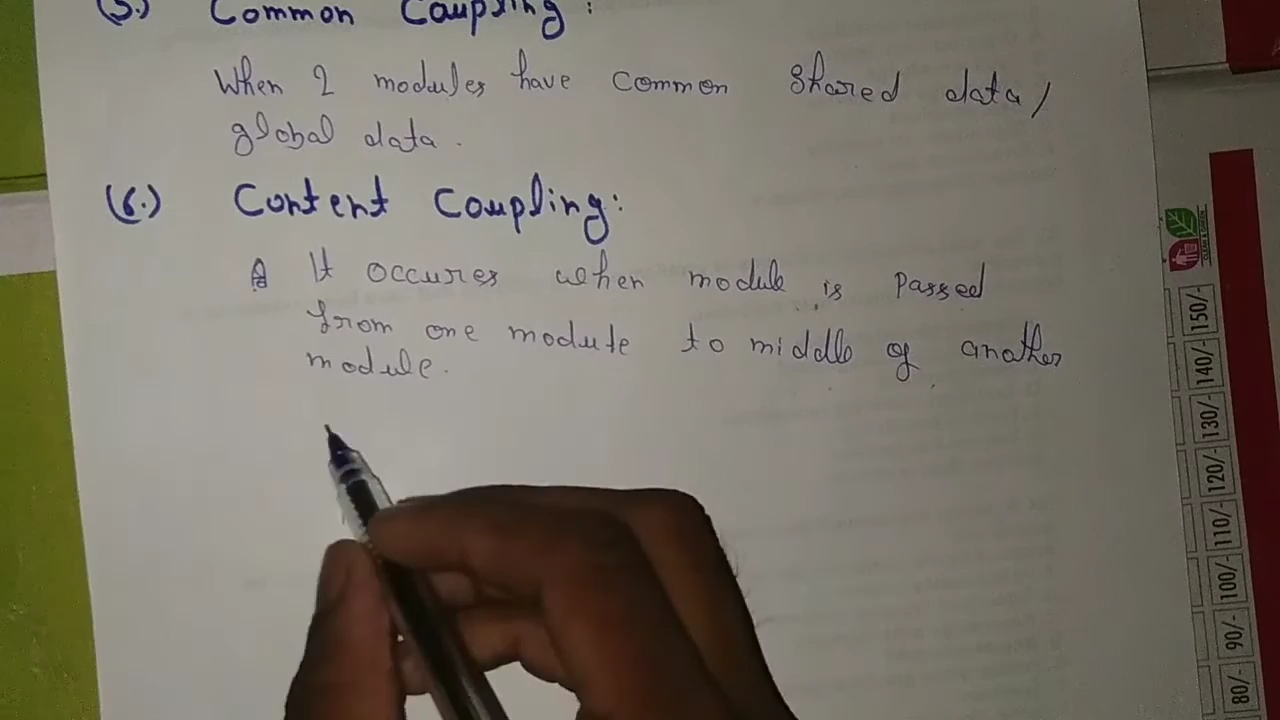 (5.) Common Coupling:
When 2 modules have common shared data/
global data.
(6.) Content Coupling:
It occures when module is passed
from one module to middle of another
module.
150/-
140/-
130/-
120/-
110/-
100/-
90/-
80/-